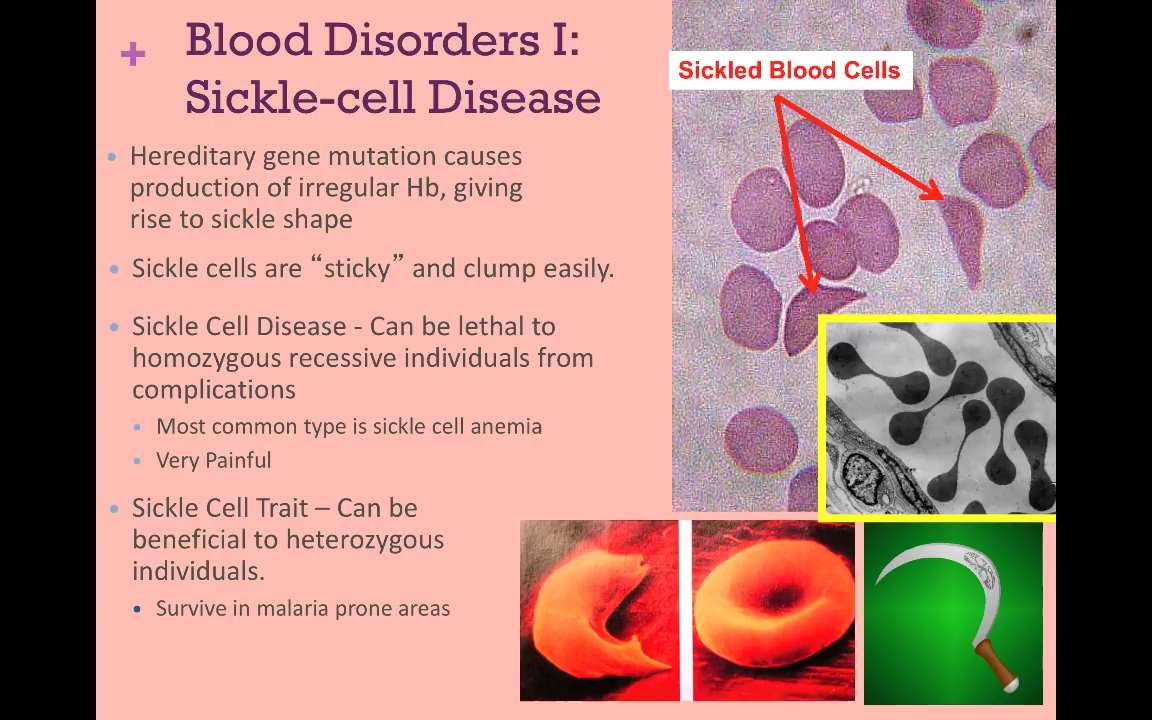 +
Blood Disorders I:
Sickle-cell Disease
• Hereditary gene mutation causes
production of irregular Hb, giving
rise to sickle shape
• Sickle cells are “sticky” and clump easily.
• Sickle Cell Disease - Can be lethal to
homozygous recessive individuals from
complications
• Most common type is sickle cell anemia
• Very Painful
• Sickle Cell Trait – Can be
beneficial to heterozygous
individuals.
• Survive in malaria prone areas
Sickled Blood Cells